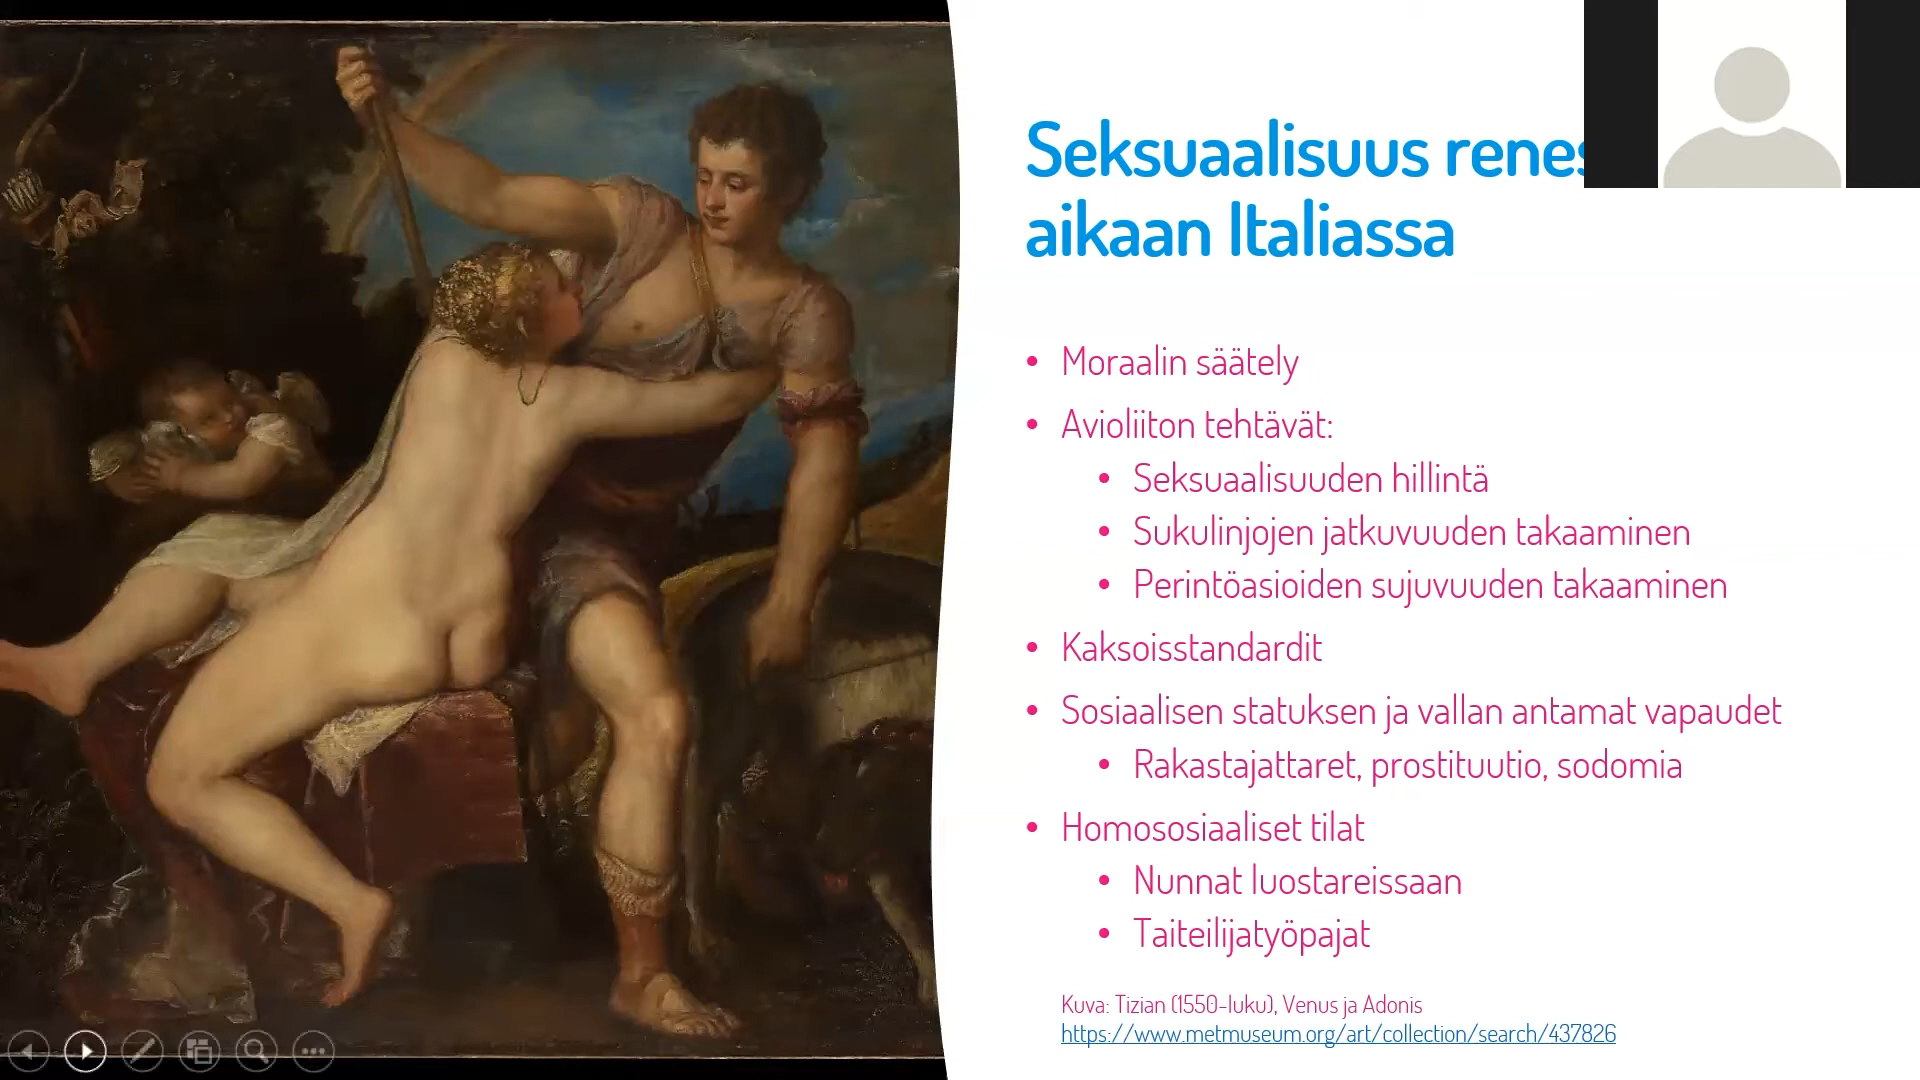 Seksuaalisuus
aikaan Italiassa
• Moraalin säätely
• Avioliiton tehtävät:
• Seksuaalisuuden hillintä
• Sukulinjojen jatkuvuuden takaaminen
• Perintöasioiden sujuvuuden takaaminen
• Kaksoisstandardit
• Sosiaalisen statuksen ja vallan antamat vapaudet
• Rakastajattaret, prostituutio, sodomia
• Homososiaaliset tilat
• Nunnat luostareissaan
• Taiteilijatyöpajat
Kuva: Tizian (1550-luku), Venus ja Adonis
https://www.metmuseum.org/art/collection/search/437826